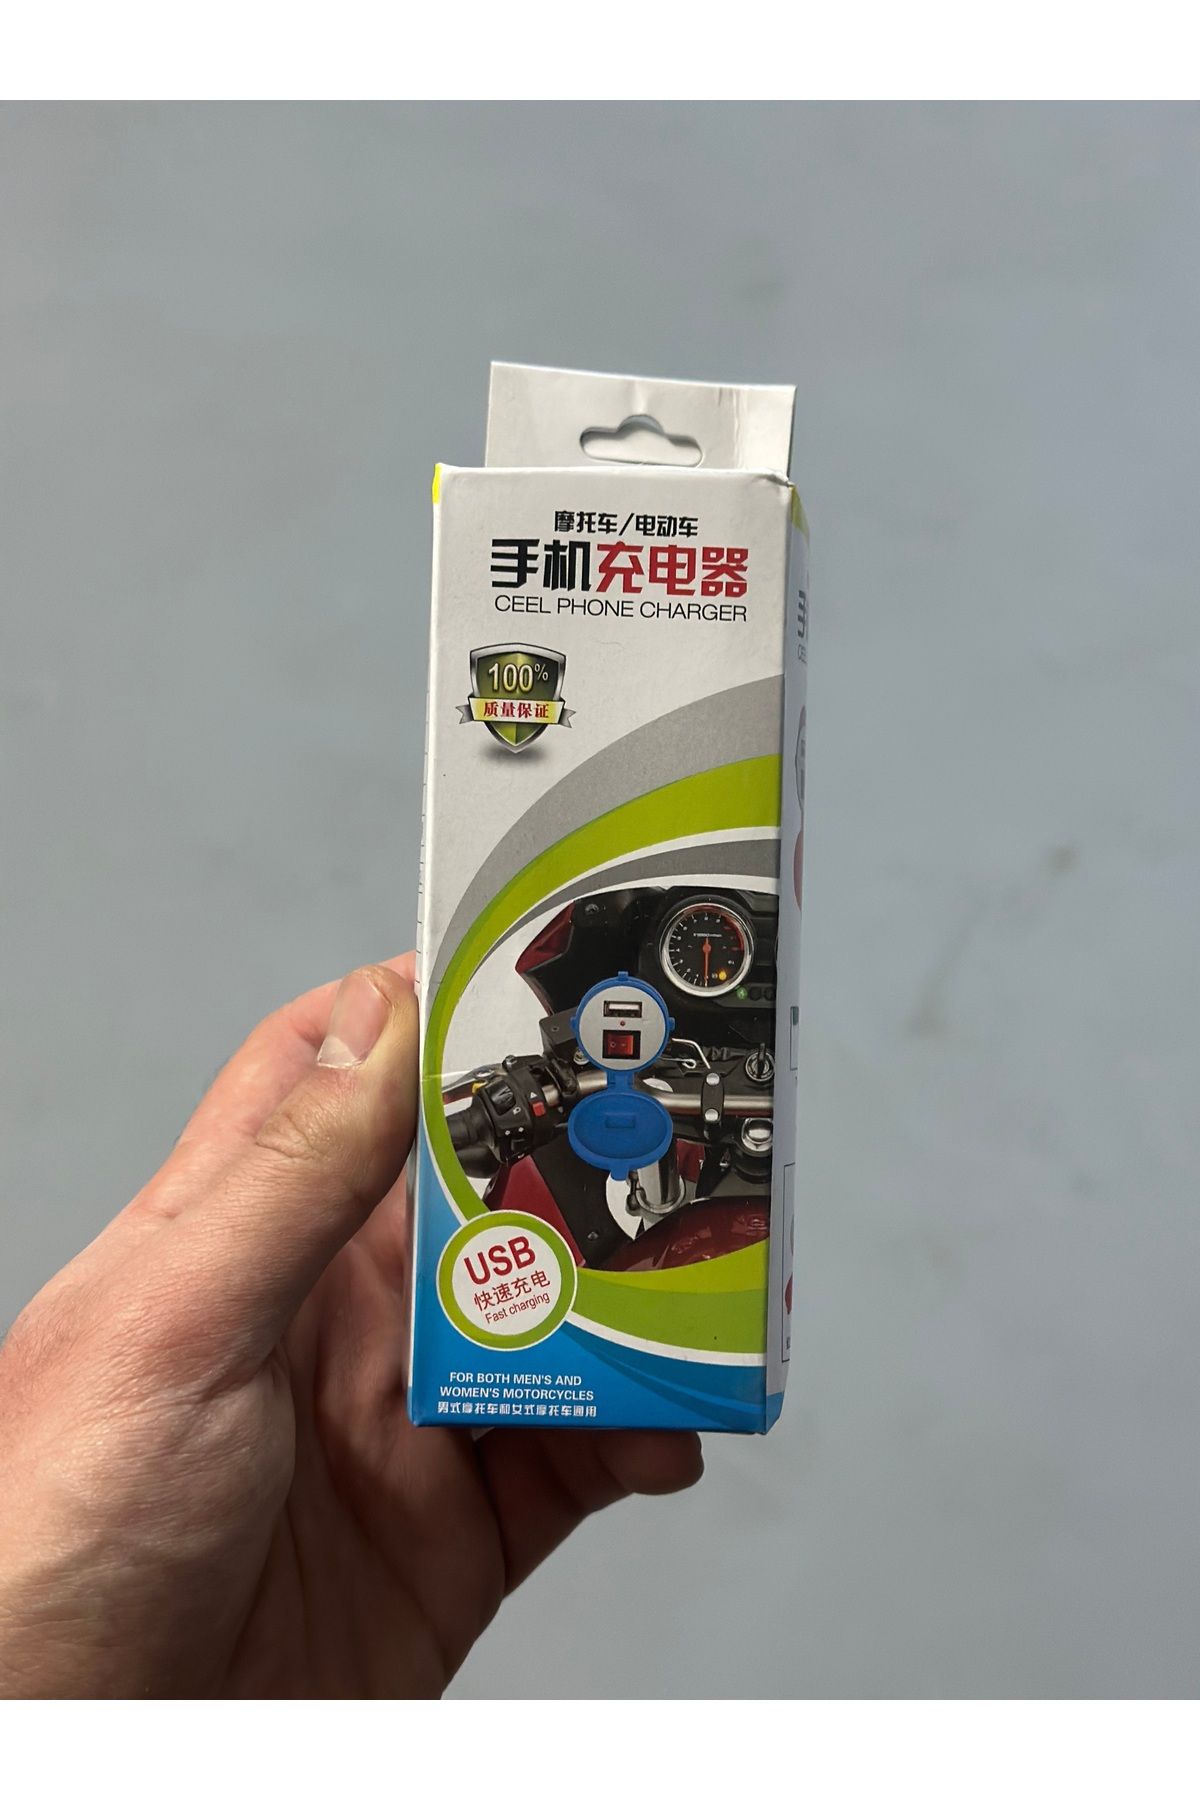 摩托车/电动车
手机充电器
CEEL PHONE CHARGER
100%
质量保证
USB
快速充电
Fast charging
FOR BOTH MEN'S AND
WOMEN'S MOTORCYCLES
男式摩托车和女式摩托车通用